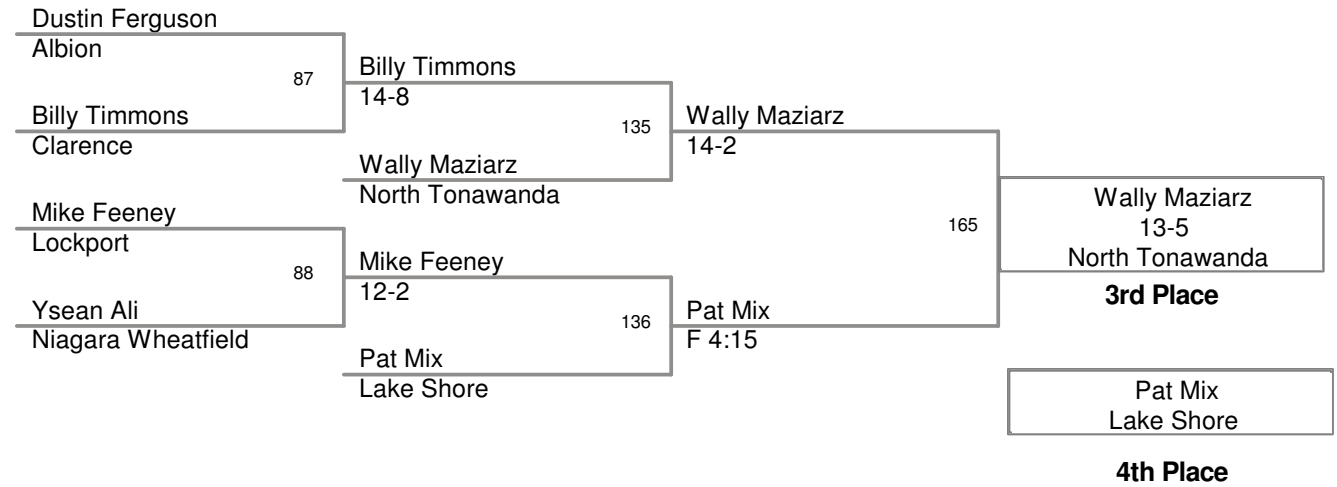 Dustin Ferguson
Albion
87
Billy Timmons
14-8
Billy Timmons
Clarence
135
Wally Maziarz
14-2
Wally Maziarz
North Tonawanda
Mike Feeney
Lockport
165
Wally Maziarz
13-5
North Tonawanda
3rd Place
88
Mike Feeney
12-2
Ysean Ali
Niagara Wheatfield
136
Pat Mix
F 4:15
Pat Mix
Lake Shore
Pat Mix
Lake Shore
4th Place